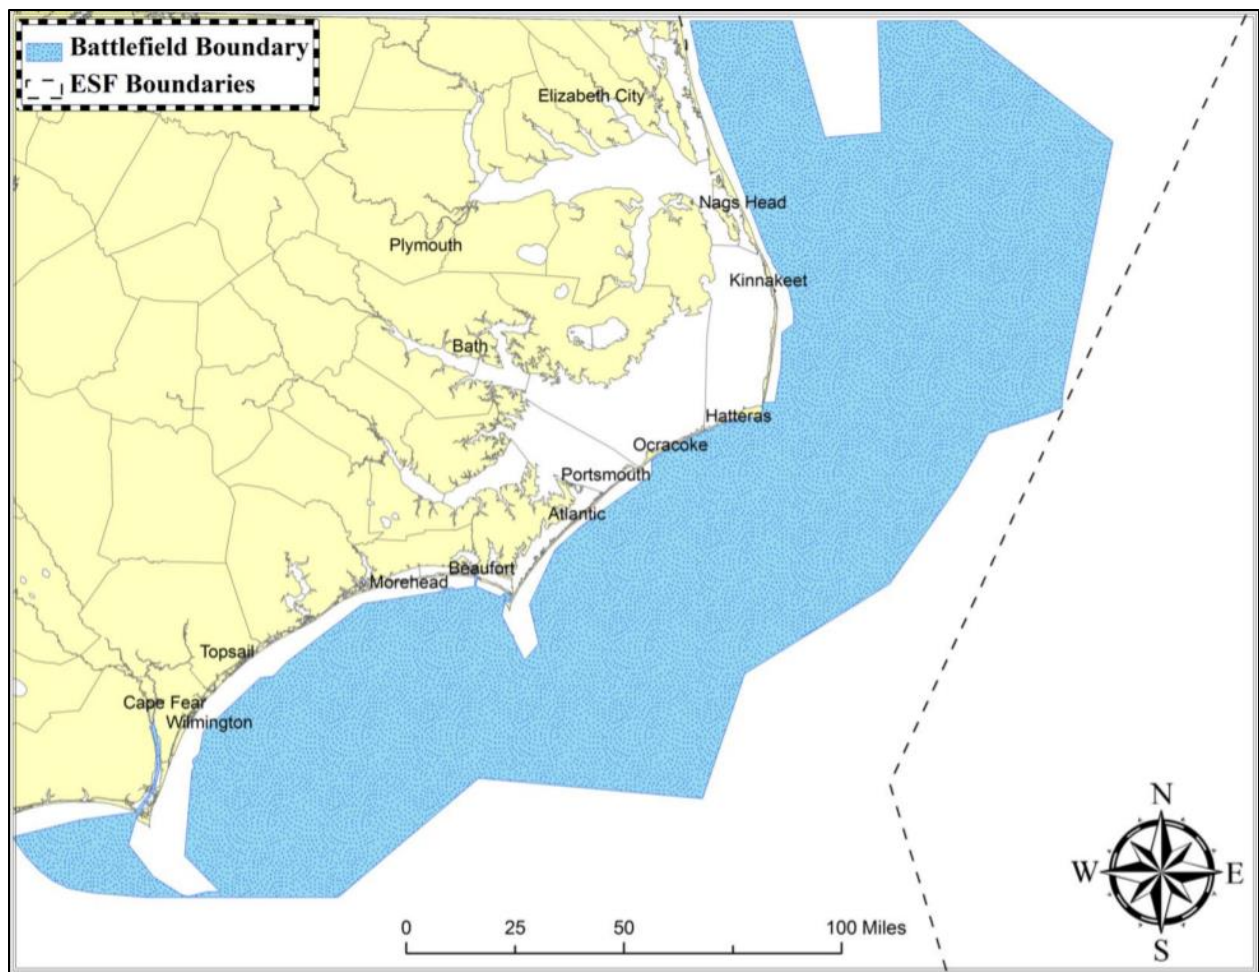 Battlefield Boundary
ESF Boundaries
Elizabeth City
Nags Head
Plymouth
Kinnakeet
Bath
Hatteras
Ocracoke
Portsmouth
Atlantic
Beaufort
Morehead
Topsail
Cape Fear
Wilmington
N
W E
S
0 25 50 100 Miles